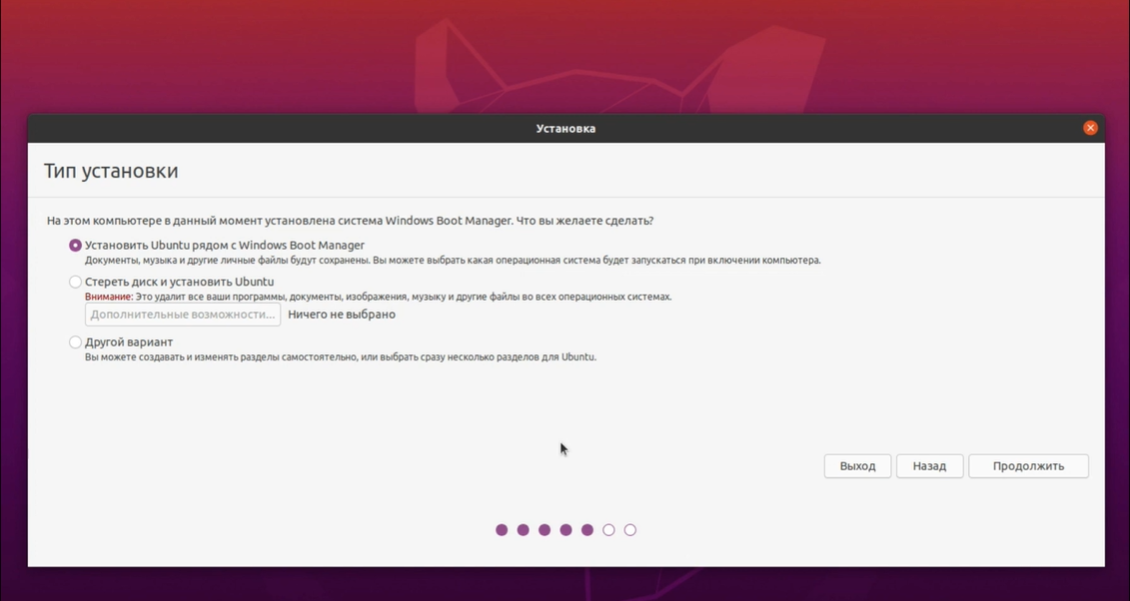 Установка
Тип установки
На этом компьютере в данный момент установлена система Windows Boot Manager. Что вы желаете сделать?
Установить Ubuntu рядом с Windows Boot Manager
Документы, музыка и другие личные файлы будут сохранены. Вы можете выбрать какая операционная система будет запускаться при включении компьютера.
Стереть диск и установить Ubuntu
Внимание: Это удалит все ваши программы, документы, изображения, музыку и другие файлы во всех операционных системах.
Дополнительные возможности... Ничего не выбрано
Другой вариант
Вы можете создавать и изменять разделы самостоятельно, или выбрать сразу несколько разделов для Ubuntu.
Выход Назад Продолжить